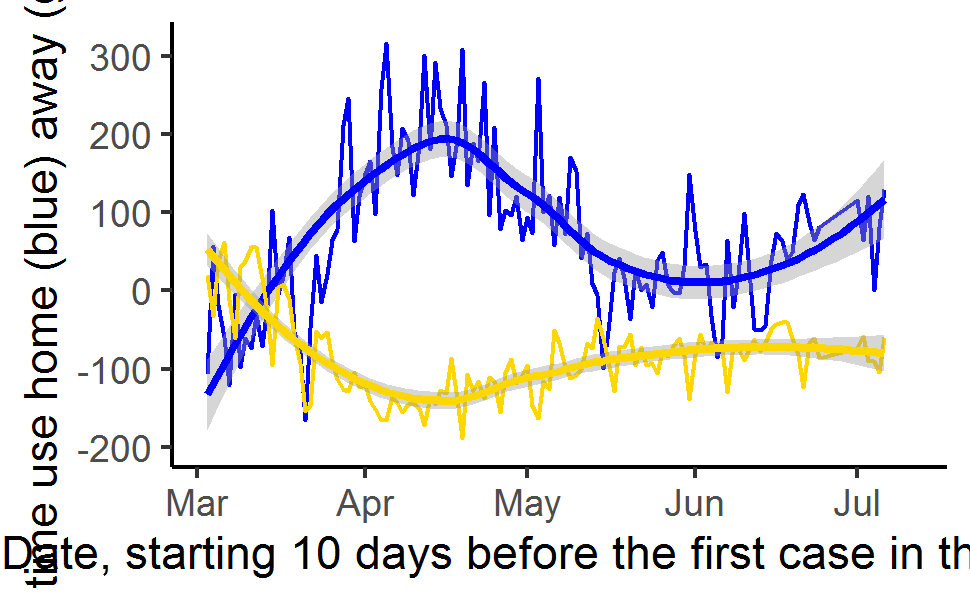 time use home (blue) away (
300
200
100
0
-100
-200
Mar Apr May Jun Jul
Date, starting 10 days before the first case in th